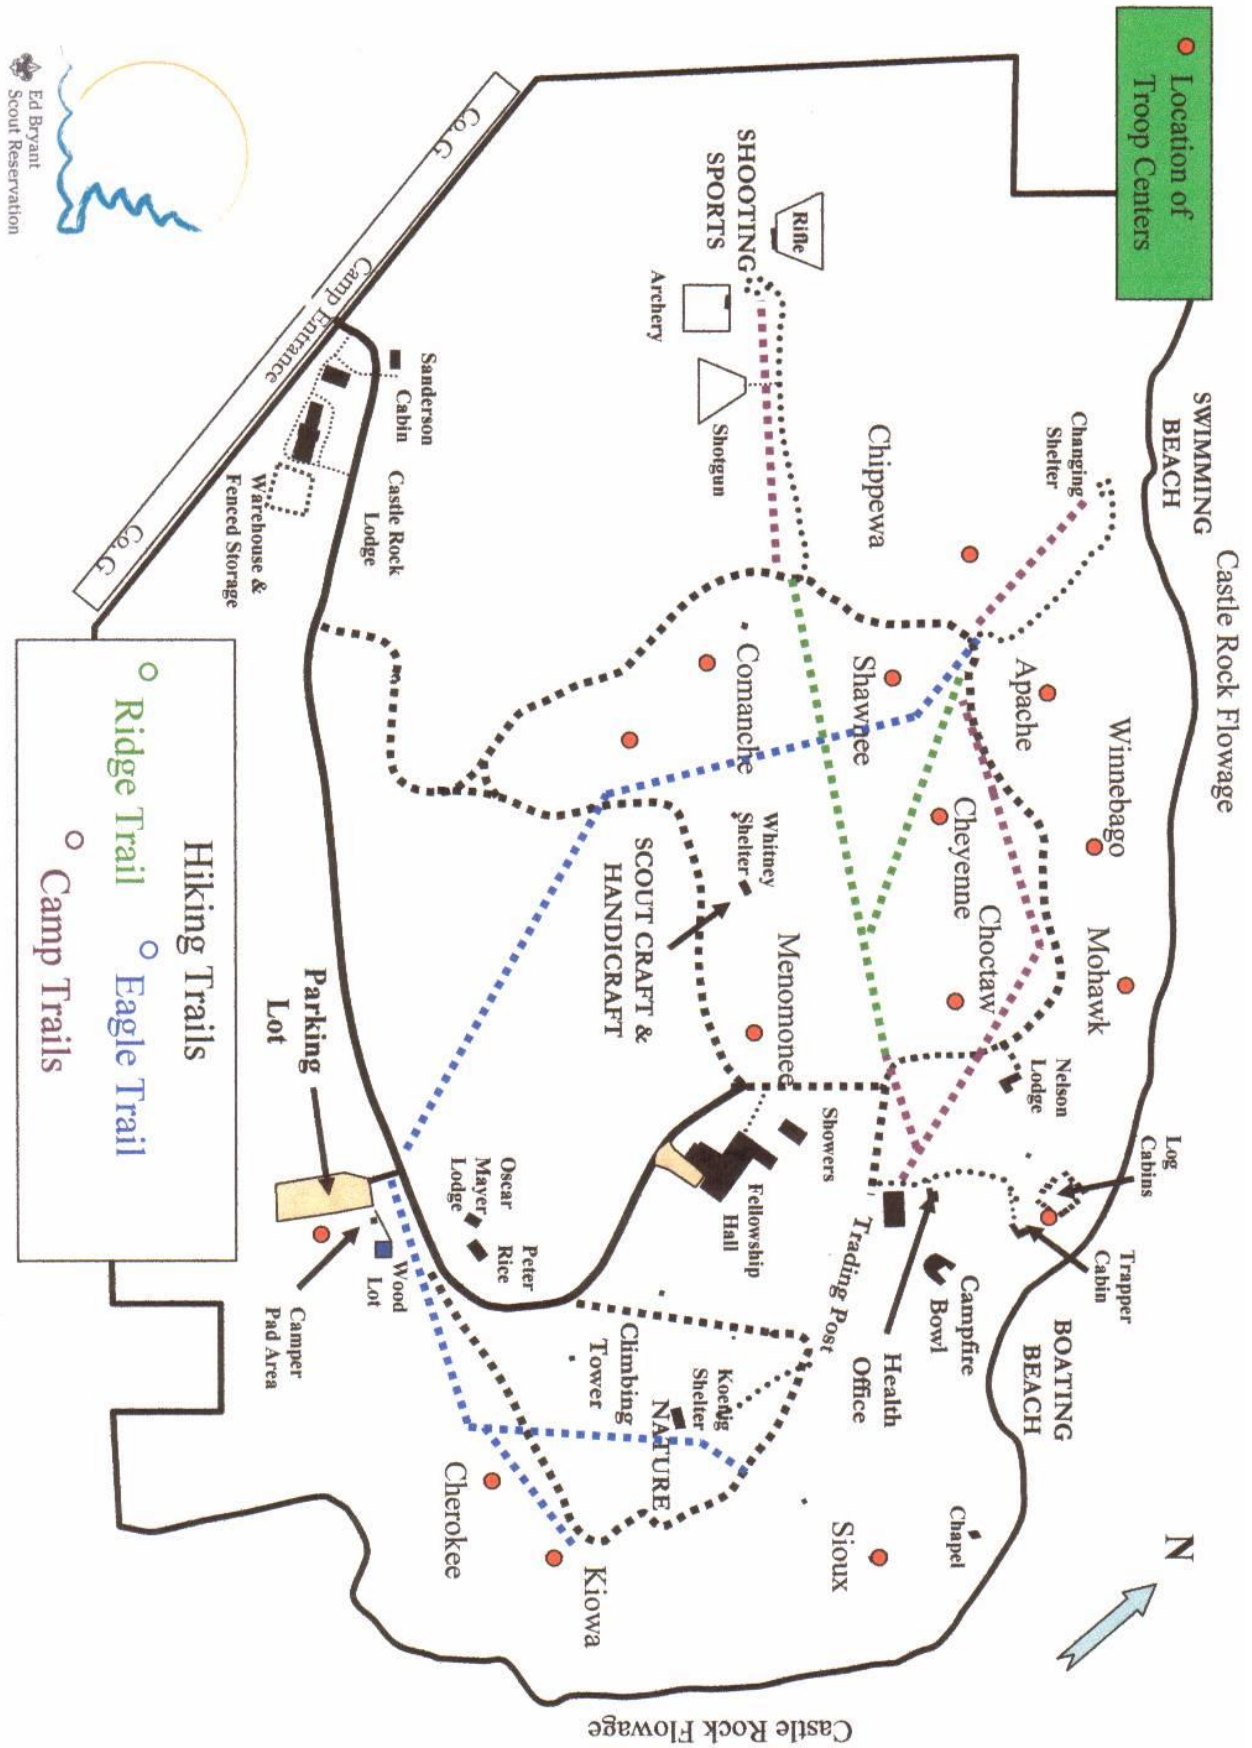 Location of
Troop Centers
SWIMMING
BEACH
Castle Rock Flowage
Changing
Shelter
SHOOTING
SPORTS
Rifle
Archery
Shotgun
Chippewa
Apache
Winnebago
Shawnee
Comanche
Cheyenne
Choctaw
Mohawk
Whitney
Shelter
SCOUT CRAFT &
HANDICRAFT
Menomonee
Nelson
Lodge
Log
Cabins
Trapper
Cabin
BOATING
BEACH
Showers
Fellowship
Hall
Trading Post
Campfire
Bowl
Health
Office
Oscar
Mayer
Lodge
Peter
Rice
Climbing
Tower
Koenig
Shelter
NATURE
Chapel
Sioux
Cherokee
Kiowa
Castle Rock Flowage
N
Co. G
Camp Entrance
Co. G
Sanderson
Cabin
Castle Rock
Lodge
Warehouse &
Fenced Storage
Parking
Lot
Wood
Lot
Camper
Pad Area
Hiking Trails
Ridge Trail
Eagle Trail
Camp Trails
Ed Bryant
Scout Reservation